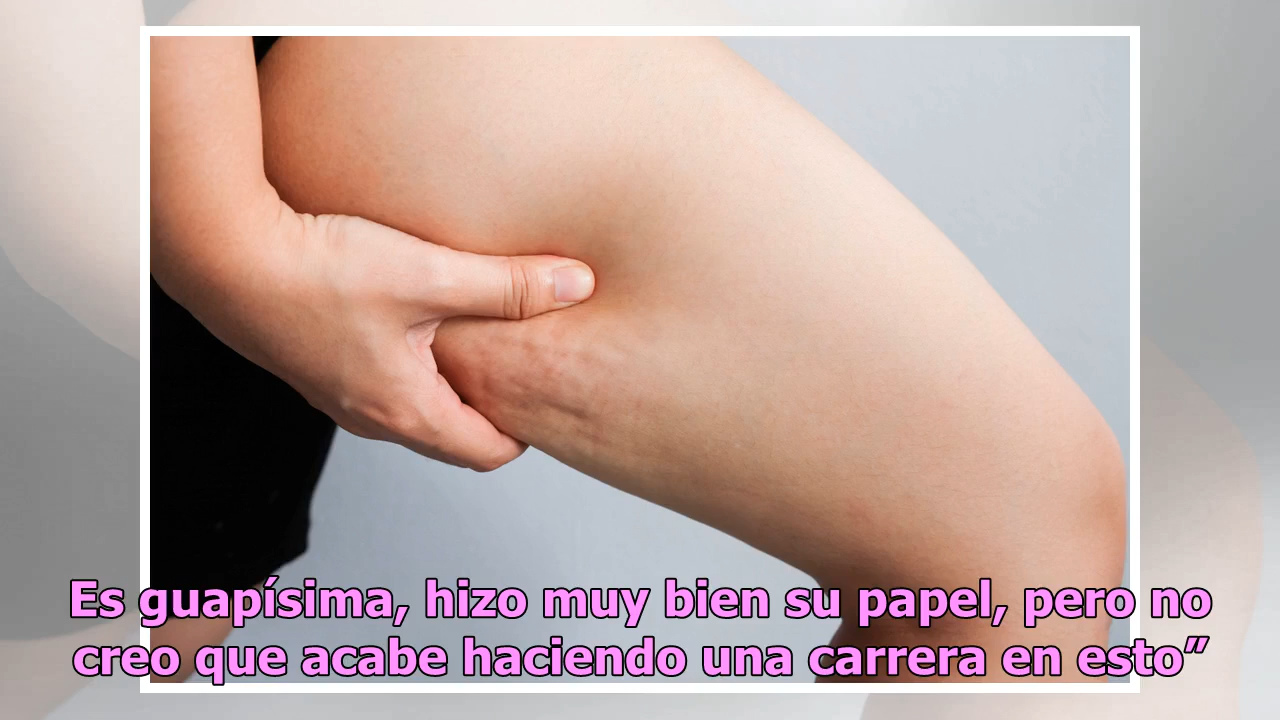 Es guapísima, hizo muy bien su papel, pero no
creo que acabe haciendo una carrera en esto”